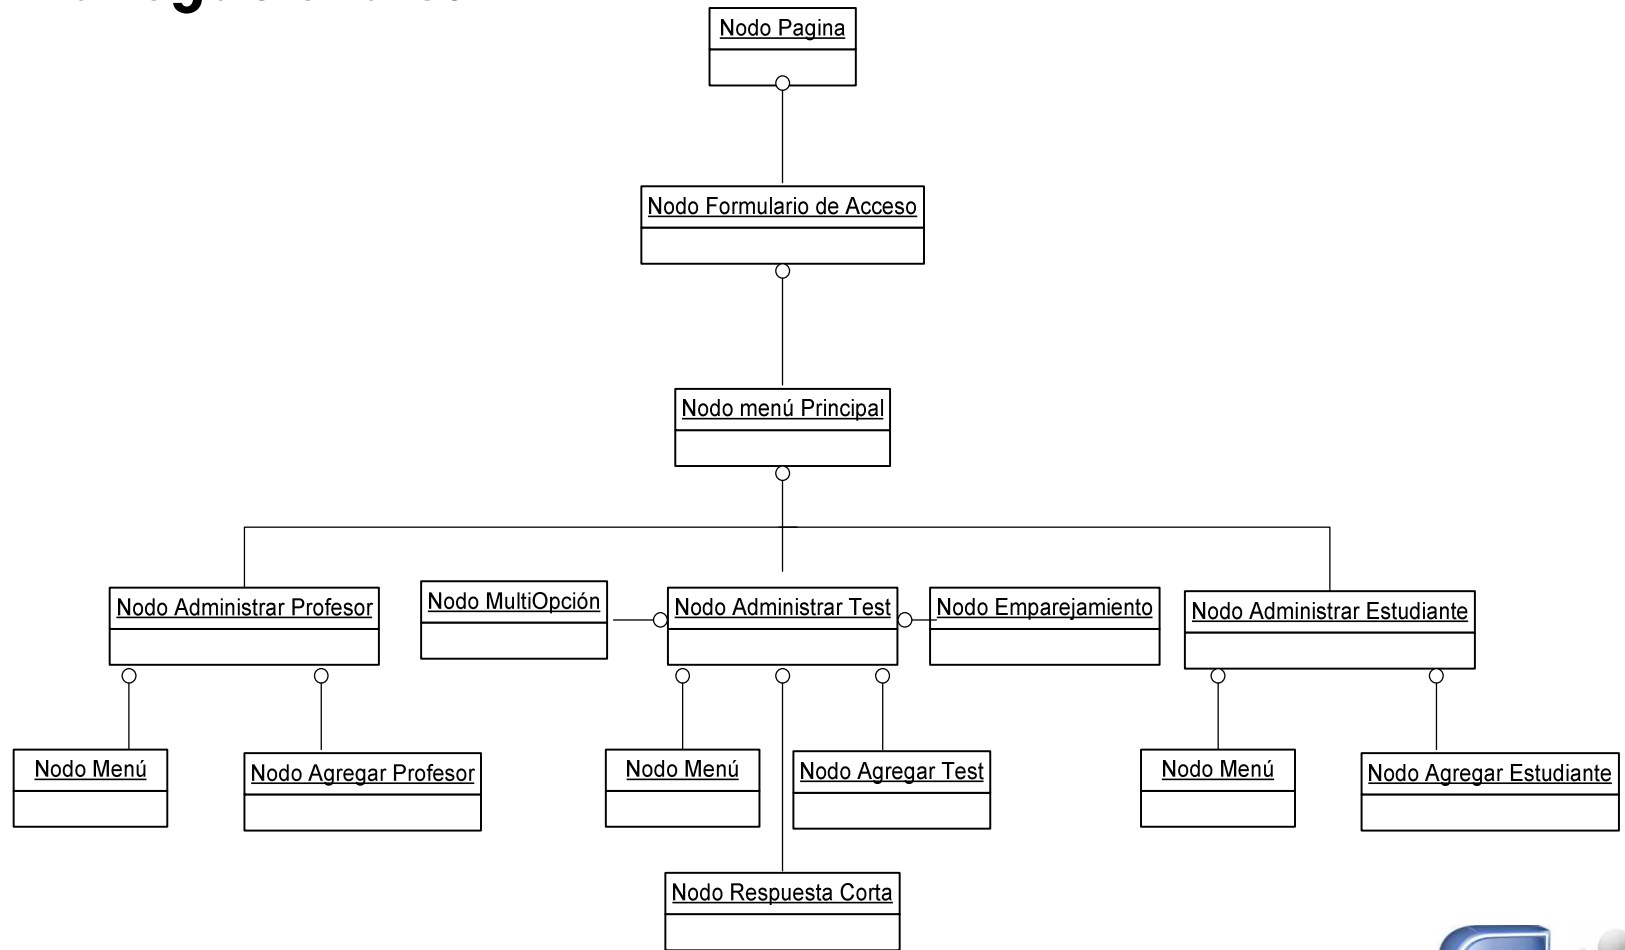 Nodo Pagina
Nodo Formulario de Acceso
Nodo menú Principal
Nodo Administrar Profesor
Nodo MultiOpción
Nodo Administrar Test
Nodo Emparejamiento
Nodo Administrar Estudiante
Nodo Menú
Nodo Agregar Profesor
Nodo Menú
Nodo Agregar Test
Nodo Menú
Nodo Agregar Estudiante
Nodo Respuesta Corta